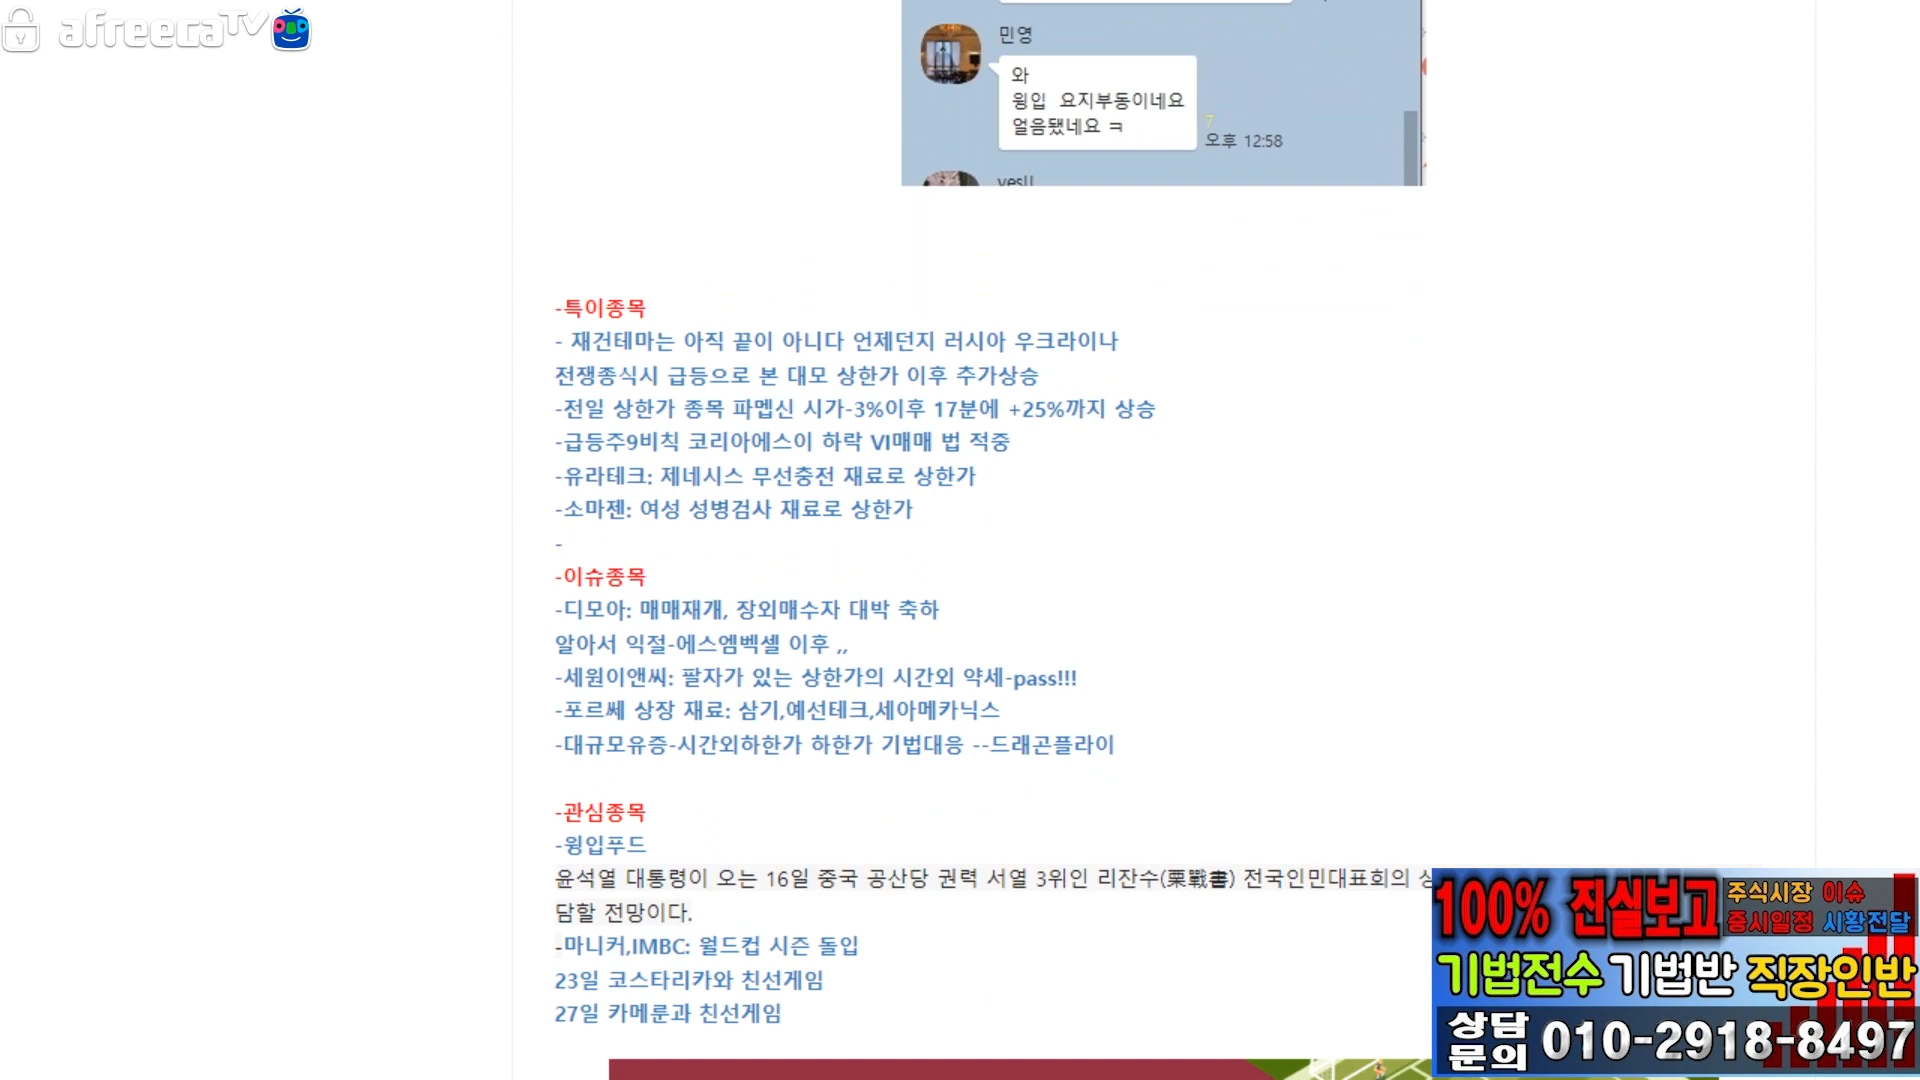 afreecaTV
민영
와
윙입 요지부동이네요
얼음됐네요 ㅋ
7
오후 12:58
yes!!
-특이종목
- 재건테마는 아직 끝이 아니다 언제던지 러시아 우크라이나
전쟁종식시 급등으로 본 대모 상한가 이후 추가상승
-전일 상한가 종목 파멥신 시가-3%이후 17분에 +25%까지 상승
-급등주9비칙 코리아에스이 하락 VI매매 법 적중
-유라테크: 제네시스 무선충전 재료로 상한가
-소마젠: 여성 성병검사 재료로 상한가
-
-이슈종목
-디모아: 매매재개, 장외매수자 대박 축하
알아서 익절-에스엠벡셀 이후 ,,
-세원이앤씨: 팔자가 있는 상한가의 시간외 약세-pass!!!
-포르쎄 상장 재료: 삼기,예선테크,세아메카닉스
-대규모유증-시간외하한가 하한가 기법대응 --드래곤플라이
-관심종목
-윙입푸드
윤석열 대통령이 오는 16일 중국 공산당 권력 서열 3위인 리잔수(栗戰書) 전국인민대표회의 상
담할 전망이다.
-마니커,IMBC: 월드컵 시즌 돌입
23일 코스타리카와 친선게임
27일 카메룬과 친선게임
100% 진실보고 주식시장 이슈
증시일정 시황전달
기법전수 기법반 직장인반
상담
문의 010-2918-8497